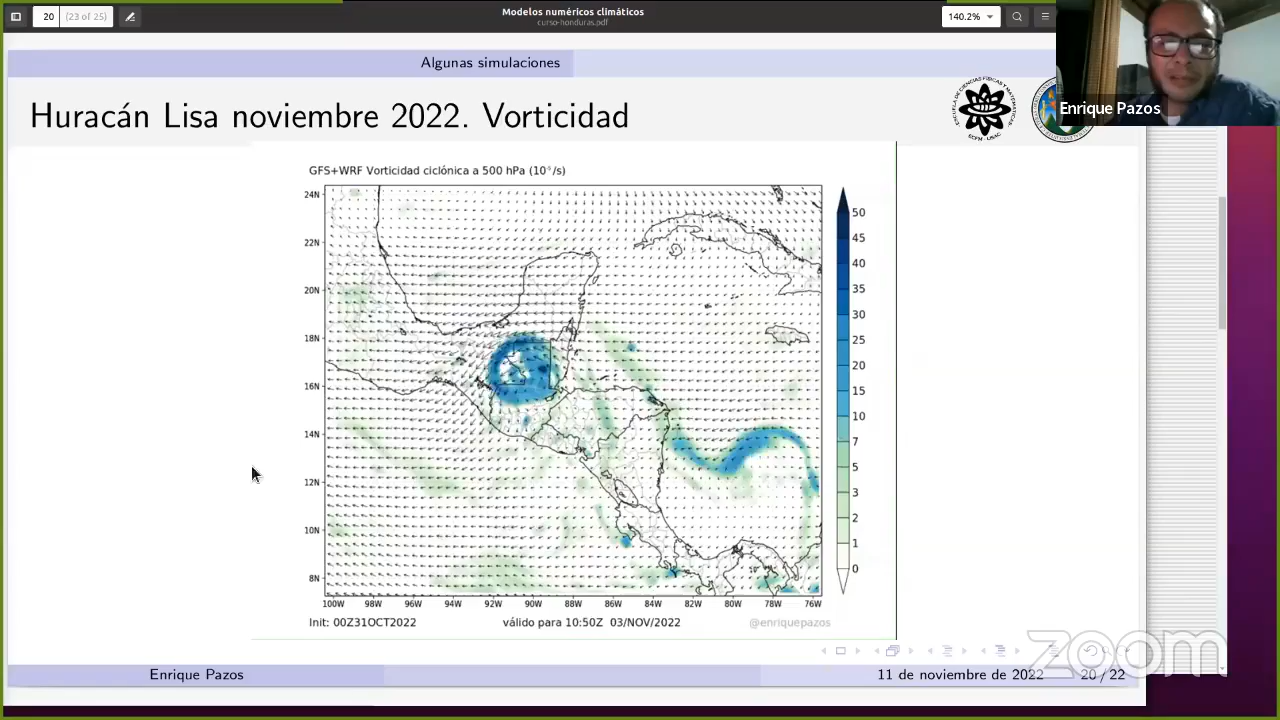 20 (23 of 25)
Modelos numéricos climáticos
curso-honduras.pdf
140.2%
Algunas simulaciones
Enrique Pazos
Huracán Lisa noviembre 2022. Vorticidad
GFS+WRF Vorticidad ciclónica a 500 hPa (10⁵/s)
24N
22N
20N
18N
16N
14N
12N
10N
8N
50
45
40
35
30
25
20
15
10
7
5
3
2
1
0
100W 98W 96W 94W 92W 90W 88W 86W 84W 82W 80W 78W 76W
Init: 00Z31OCT2022 válido para 10:50Z 03/NOV/2022 @enriquepazos
zoom
Enrique Pazos 11 de noviembre de 2022 20 / 22